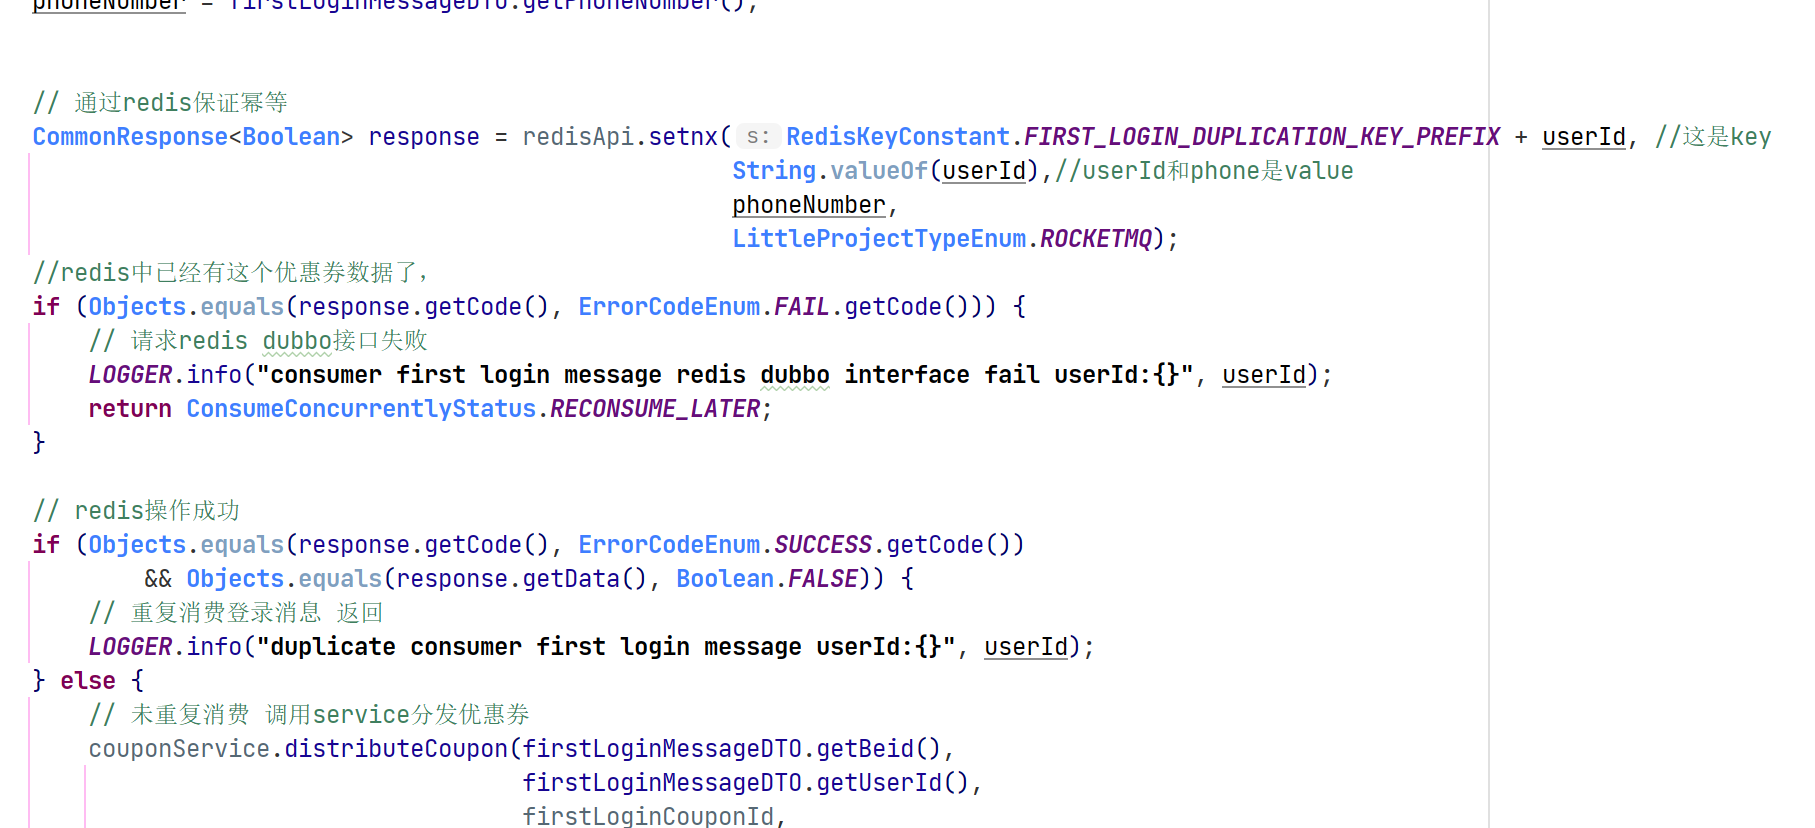 phoneNumber = firstLoginMessageDTO.getPhoneNumber();
// 通过redis保证幂等
CommonResponse<Boolean> response = redisApi.setnx( s: RedisKeyConstant.FIRST_LOGIN_DUPLICATION_KEY_PREFIX + userId, //这是key
String.valueOf(userId),//userId和phone是value
phoneNumber,
LittleProjectTypeEnum.ROCKETMQ);
//redis中已经有这个优惠券数据了，
if (Objects.equals(response.getCode(), ErrorCodeEnum.FAIL.getCode())) {
// 请求redis dubbo接口失败
LOGGER.info("consumer first login message redis dubbo interface fail userId:{}", userId);
return ConsumeConcurrentlyStatus.RECONSUME_LATER;
}
// redis操作成功
if (Objects.equals(response.getCode(), ErrorCodeEnum.SUCCESS.getCode())
&& Objects.equals(response.getData(), Boolean.FALSE)) {
// 重复消费登录消息 返回
LOGGER.info("duplicate consumer first login message userId:{}", userId);
} else {
// 未重复消费 调用service分发优惠券
couponService.distributeCoupon(firstLoginMessageDTO.getBeid(),
firstLoginMessageDTO.getUserId(),
firstLoginCouponId,